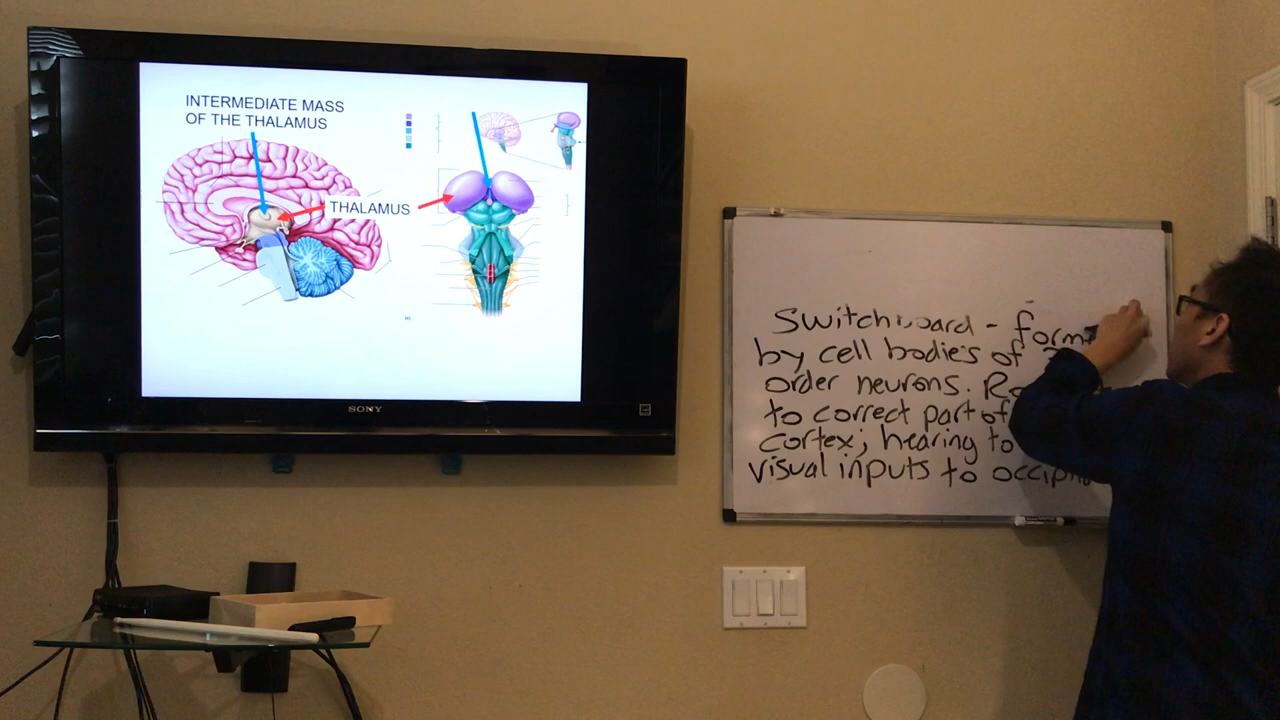 INTERMEDIATE MASS
OF THE THALAMUS
THALAMUS
SONY
Switchboard - form
by cell bodies of
order neurons.
to correct part of
cortex; hearing to
visual inputs to